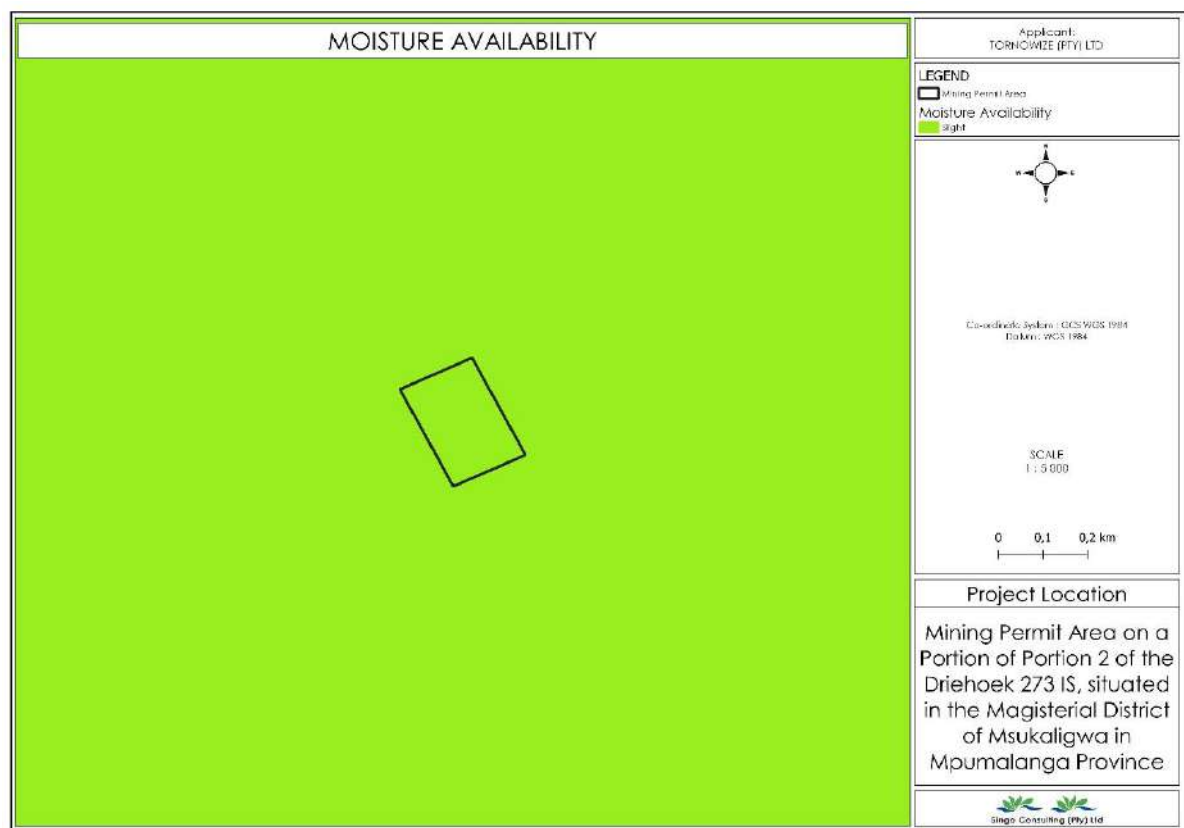 MOISTURE AVAILABILITY
Applicant:
TORNOWIZE (PTY) LTD
LEGEND
Mining Permit Area
Moisture Availability
Slight
N
W
E
S
Co-ordinate System : GCS WGS 1984
Datum : WGS 1984
SCALE
1 : 5 000
0 0,1 0,2 km
Project Location
Mining Permit Area on a
Portion of Portion 2 of the
Driehoek 273 IS, situated
in the Magisterial District
of Msukaligwa in
Mpumalanga Province
Singo Consulting (Pty) Ltd